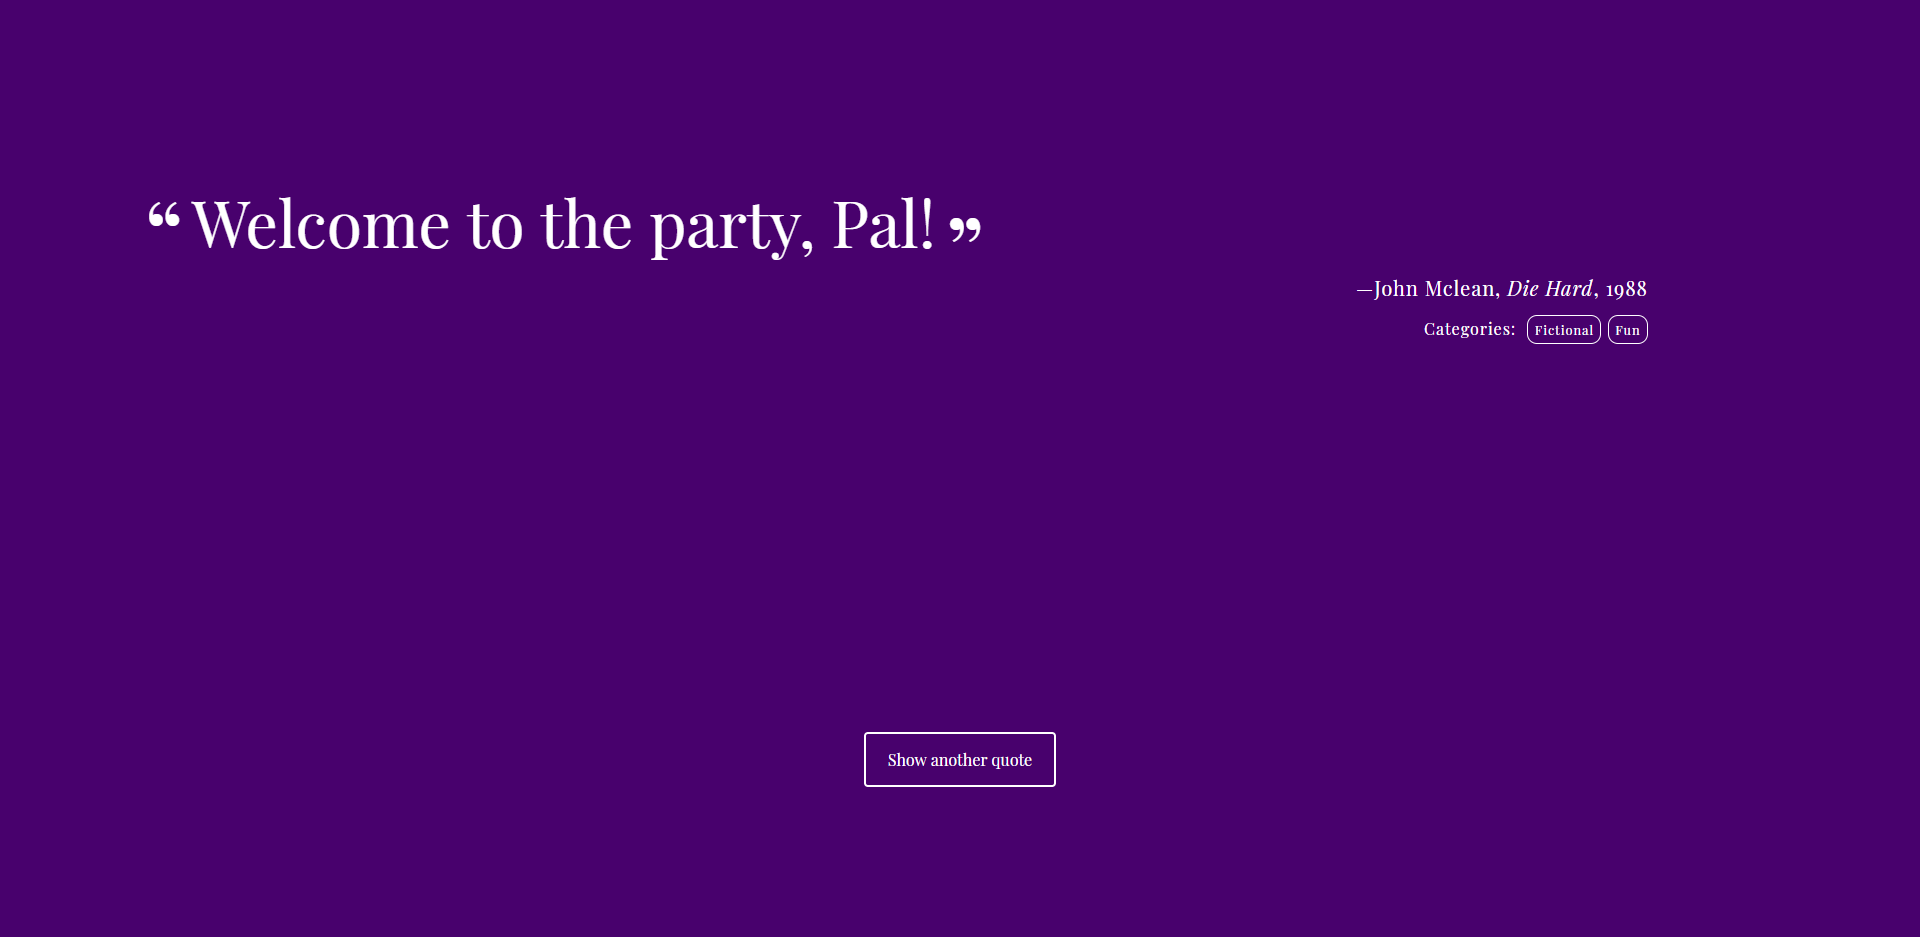 “Welcome to the party, Pal!”
—John Mclean, Die Hard, 1988
Categories: Fictional Fun
Show another quote